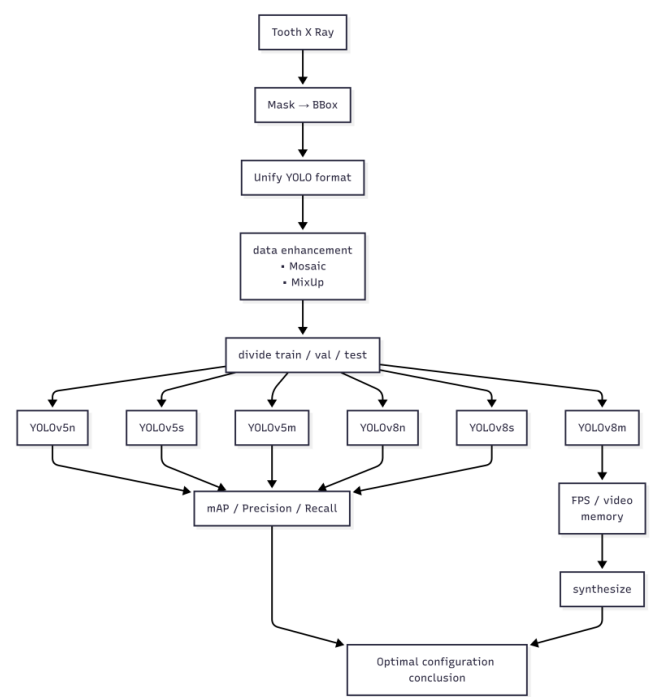 Tooth X Ray
Mask → BBox
Unify YOLO format
data enhancement
▪ Mosaic
▪ MixUp
divide train / val / test
YOLOv5n
YOLOv5s
YOLOv5m
YOLOv8n
YOLOv8s
YOLOv8m
mAP / Precision / Recall
FPS / video
memory
synthesize
Optimal configuration
conclusion